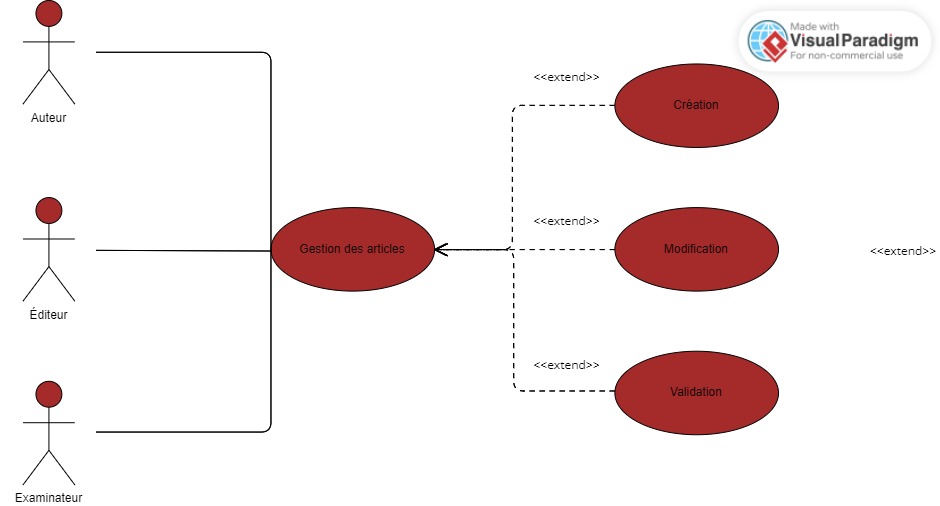 Made with
Visual Paradigm
For non-commercial use
<<extend>>
Création
Auteur
<<extend>>
Gestion des articles
Modification
<<extend>>
Éditeur
<<extend>>
Validation
Examinateur